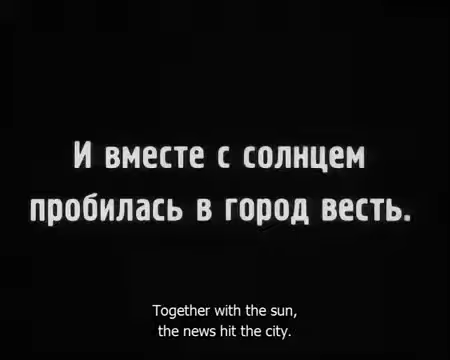 И вместе с солнцем
пробилась в город весть.
Together with the sun,
the news hit the city.